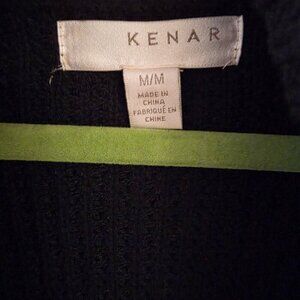 KENAR
M/M
MADE IN
CHINA
FABRIQUÉ EN
CHINE